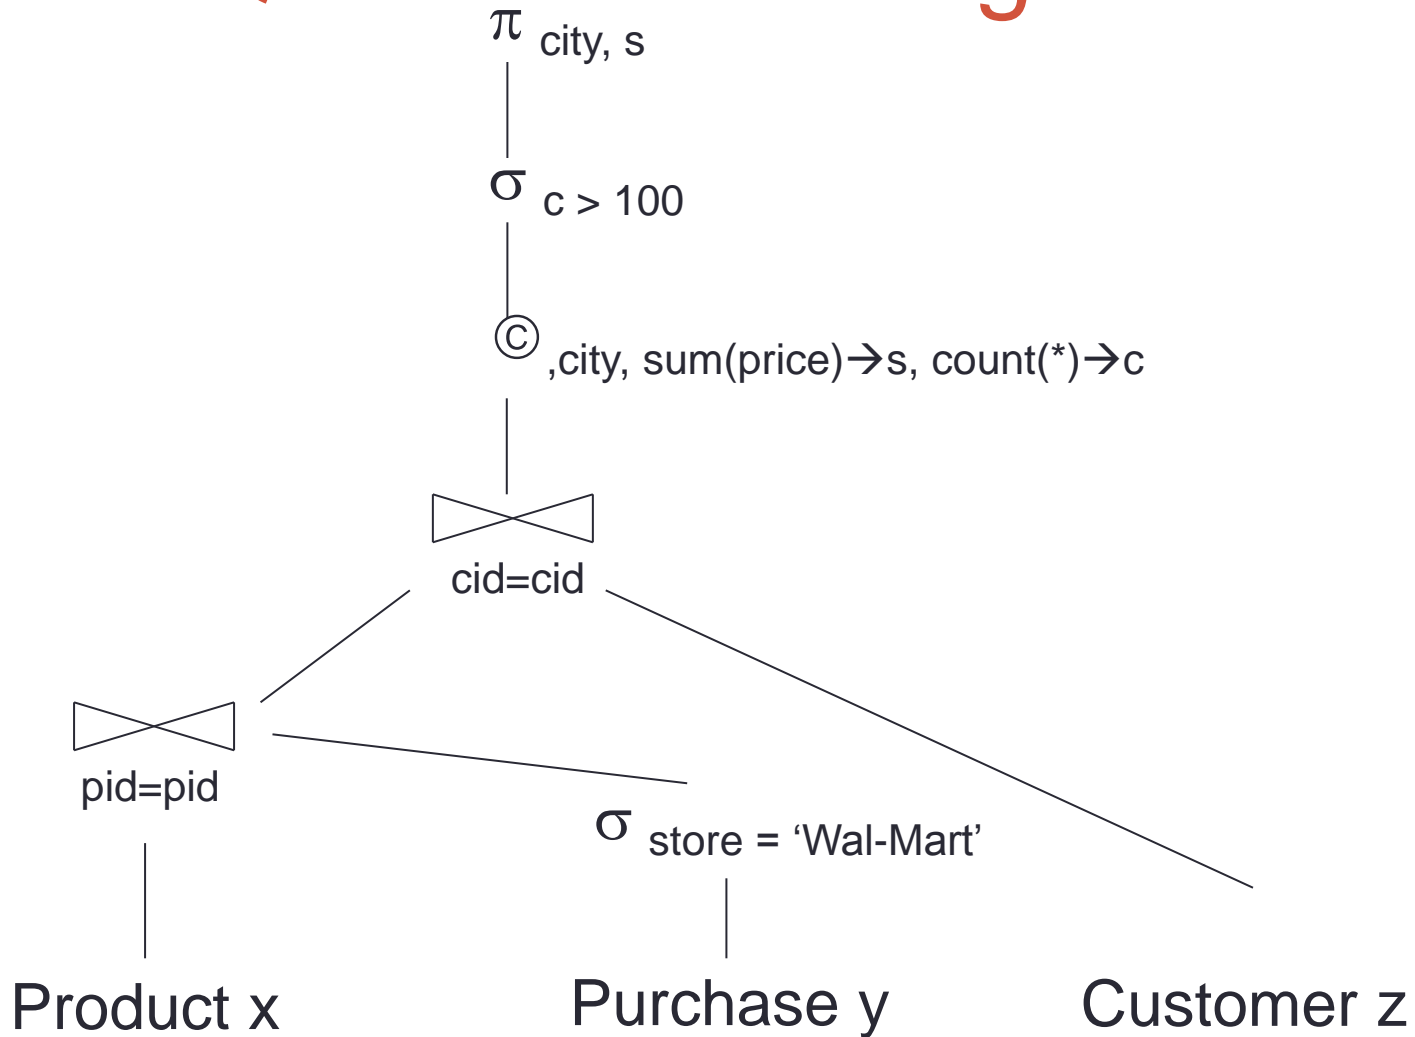 π city, s
σ c > 100
© ,city, sum(price)→s, count(*)→c
cid=cid
pid=pid
σ store = ‘Wal-Mart’
Product x
Purchase y
Customer z